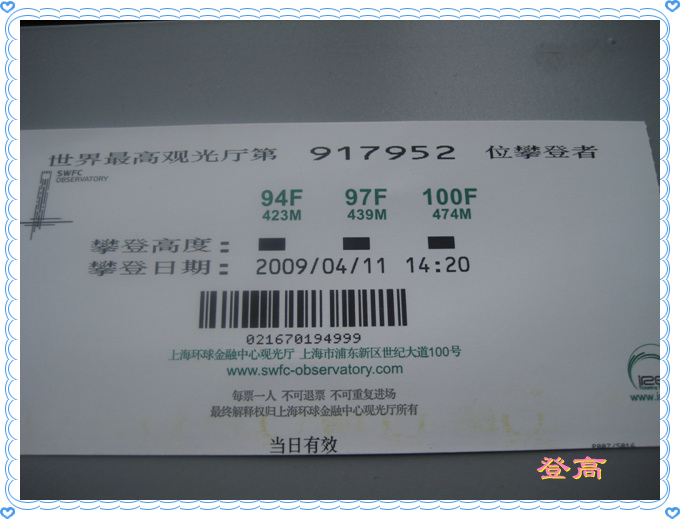 世界最高观光厅第 917952 位攀登者
SWFC
OBSERVATORY
94F 97F 100F
423M 439M 474M
攀登高度：
攀登日期： 2009/04/11 14:20
021670194999
上海环球金融中心观光厅 上海市浦东新区世纪大道100号
www.swfc-observatory.com
每票一人 不可退票 不可重复进场
最终解释权归上海环球金融中心观光厅所有
当日有效
登高